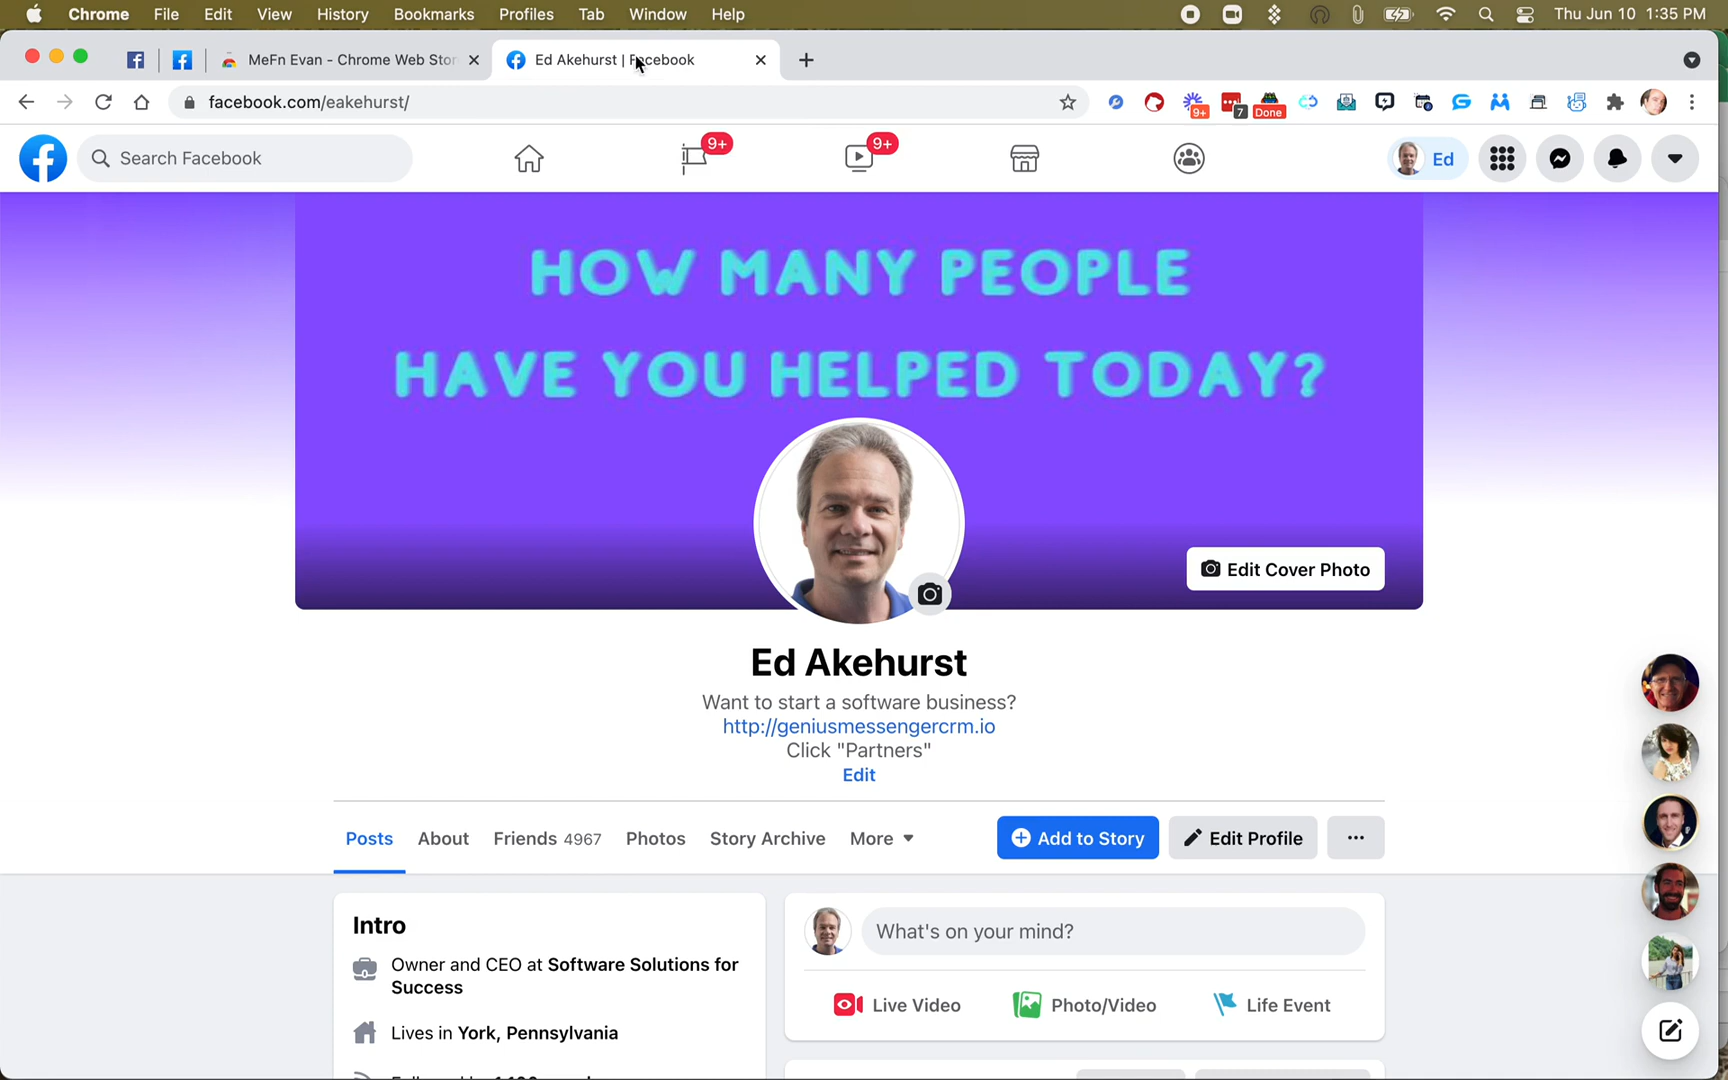 Chrome File Edit View History Bookmarks Profiles Tab Window Help Thu Jun 10 1:35 PM
MeFn Evan - Chrome Web Stor
Ed Akehurst | Facebook
facebook.com/eakehurst/
9+
7
Done
Search Facebook
9+
9+
Ed
HOW MANY PEOPLE
HAVE YOU HELPED TODAY?
Edit Cover Photo
Ed Akehurst
Want to start a software business?
http://geniusmessengercrm.io
Click "Partners"
Edit
Posts About Friends 4967 Photos Story Archive More
Add to Story
Edit Profile
Intro
Owner and CEO at Software Solutions for
Success
Lives in York, Pennsylvania
What's on your mind?
Live Video
Photo/Video
Life Event